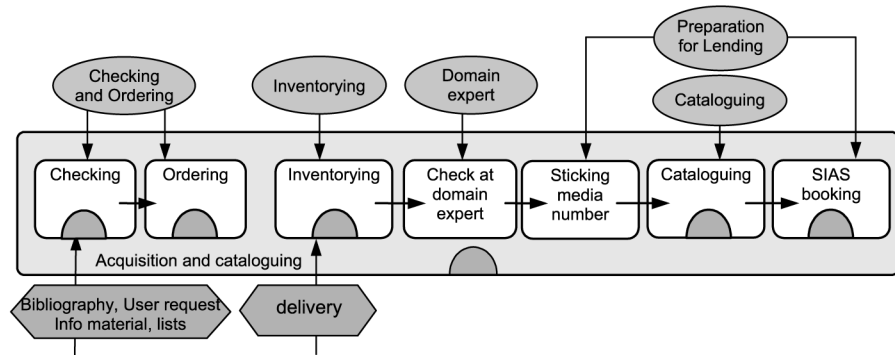 Preparation
for Lending
Checking
and Ordering
Inventorying
Domain
expert
Cataloguing
Checking
Ordering
Inventorying
Check at
domain
expert
Sticking
media
number
Cataloguing
SIAS
booking
Acquisition and cataloguing
Bibliography, User request
Info material, lists
delivery